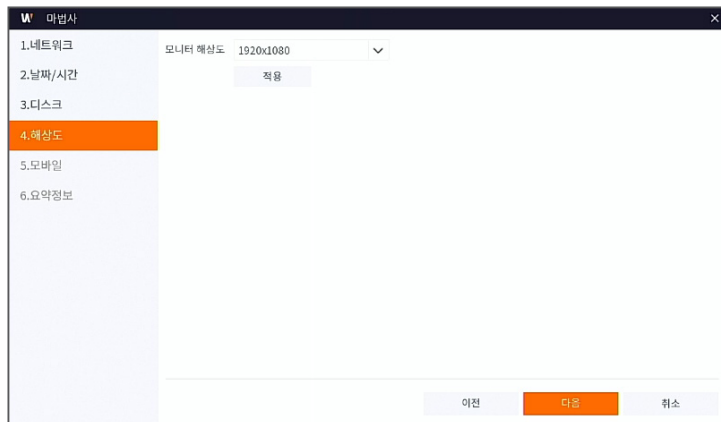 W 마법사 ×
1.네트워크
2.날짜/시간
3.디스크
4.해상도
5.모바일
6.요약정보
모니터 해상도 1920x1080
적용
이전 다음 취소